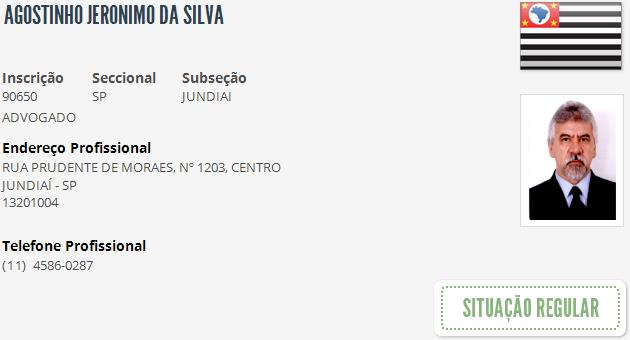 AGOSTINHO JERONIMO DA SILVA
Inscrição Seccional Subseção
90650 SP JUNDIAI
ADVOGADO
Endereço Profissional
RUA PRUDENTE DE MORAES, Nº 1203, CENTRO
JUNDIAÍ - SP
13201004
Telefone Profissional
(11) 4586-0287
SITUAÇÃO REGULAR